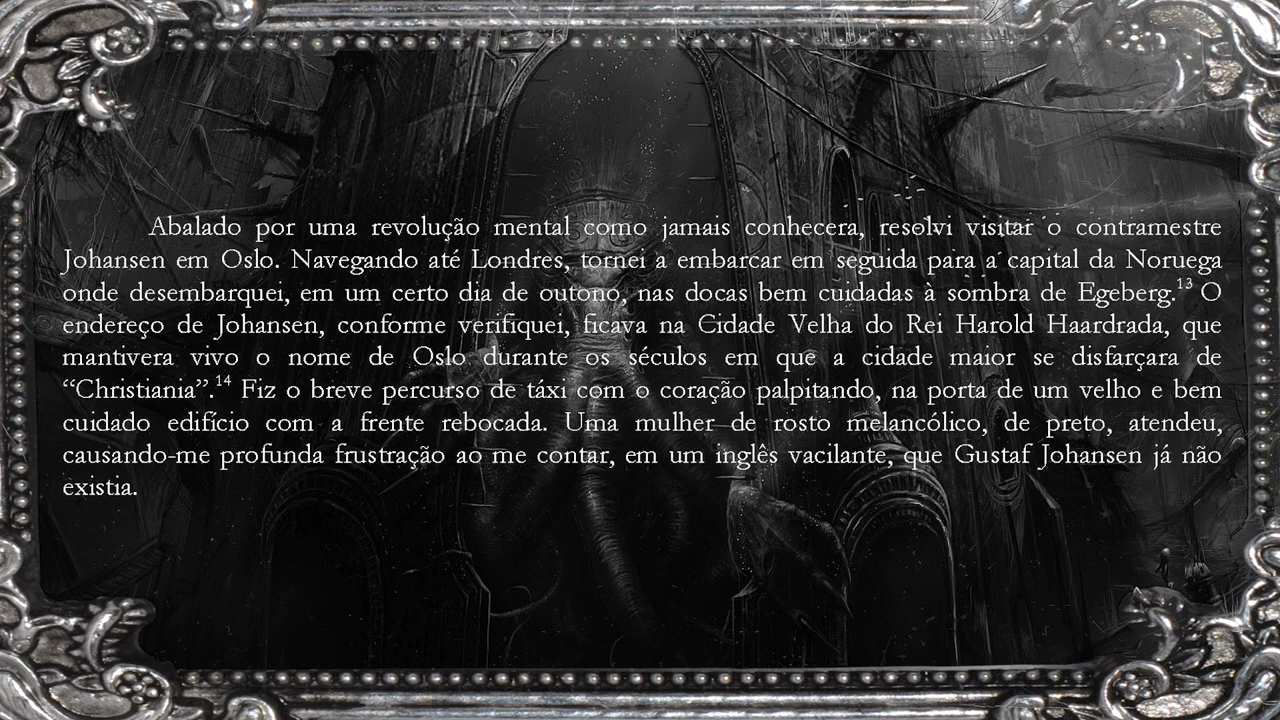 Abalado por uma revolução mental como jamais conhecera, resolvi visitar o contramestre
Johansen em Oslo. Navegando até Londres, tornei a embarcar em seguida para a capital da Noruega
onde desembarquei, em um certo dia de outono, nas docas bem cuidadas à sombra de Egeberg.¹³ O
endereço de Johansen, conforme verifiquei, ficava na Cidade Velha do Rei Harold Haardrada, que
mantivera vivo o nome de Oslo durante os séculos em que a cidade maior se disfarçara de
“Christiania”.¹⁴ Fiz o breve percurso de táxi com o coração palpitando, na porta de um velho e bem
cuidado edifício com a frente rebocada. Uma mulher de rosto melancólico, de preto, atendeu,
causando-me profunda frustração ao me contar, em um inglês vacilante, que Gustaf Johansen já não
existia.